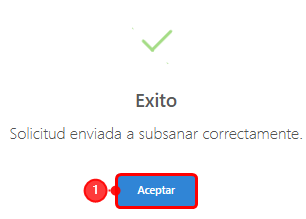 Exito
Solicitud enviada a subsanar correctamente.
1
Aceptar